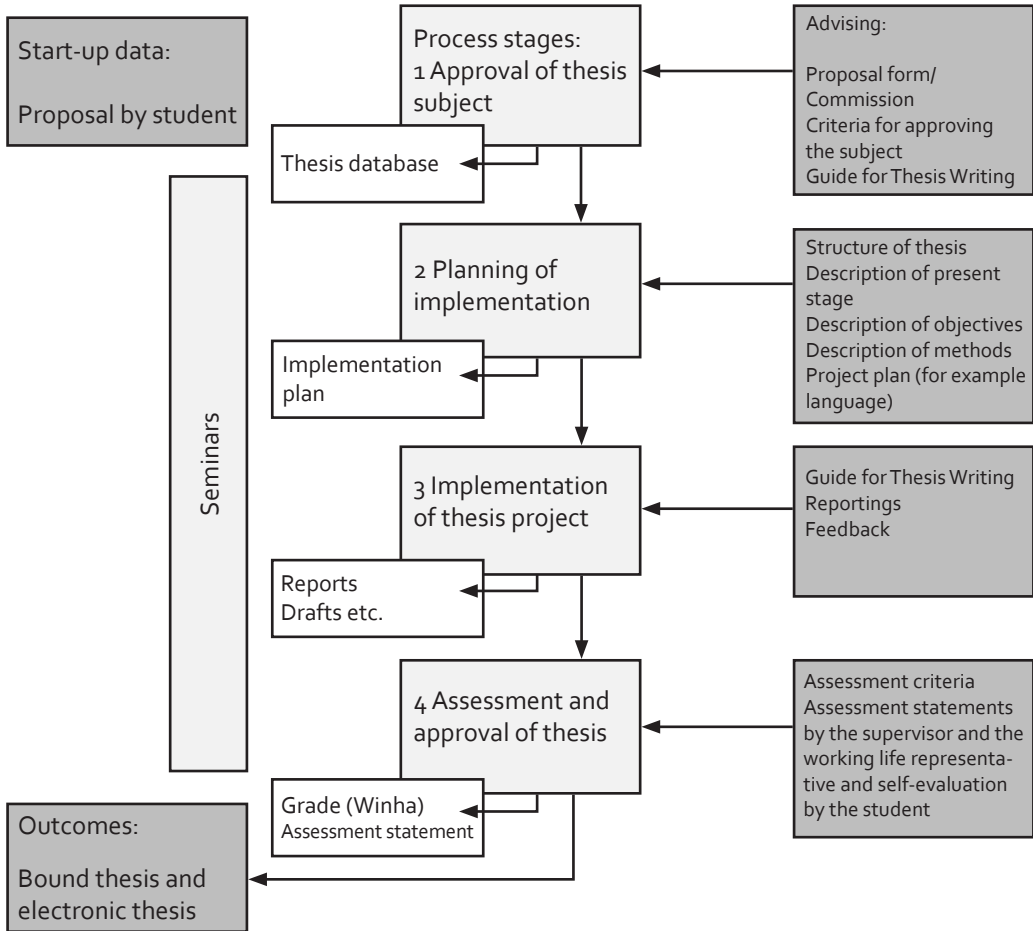 Start-up data:
Proposal by student
Process stages:
1 Approval of thesis
subject
Advising:
Proposal form/
Commission
Criteria for approving
the subject
Guide for Thesis Writing
Thesis database
Seminars
2 Planning of
implementation
Structure of thesis
Description of present
stage
Description of objectives
Description of methods
Project plan (for example
language)
Implementation
plan
3 Implementation
of thesis project
Guide for Thesis Writing
Reportings
Feedback
Reports
Drafts etc.
4 Assessment and
approval of thesis
Assessment criteria
Assessment statements
by the supervisor and the
working life representa-
tive and self-evaluation
by the student
Grade (Winha)
Assessment statement
Outcomes:
Bound thesis and
electronic thesis